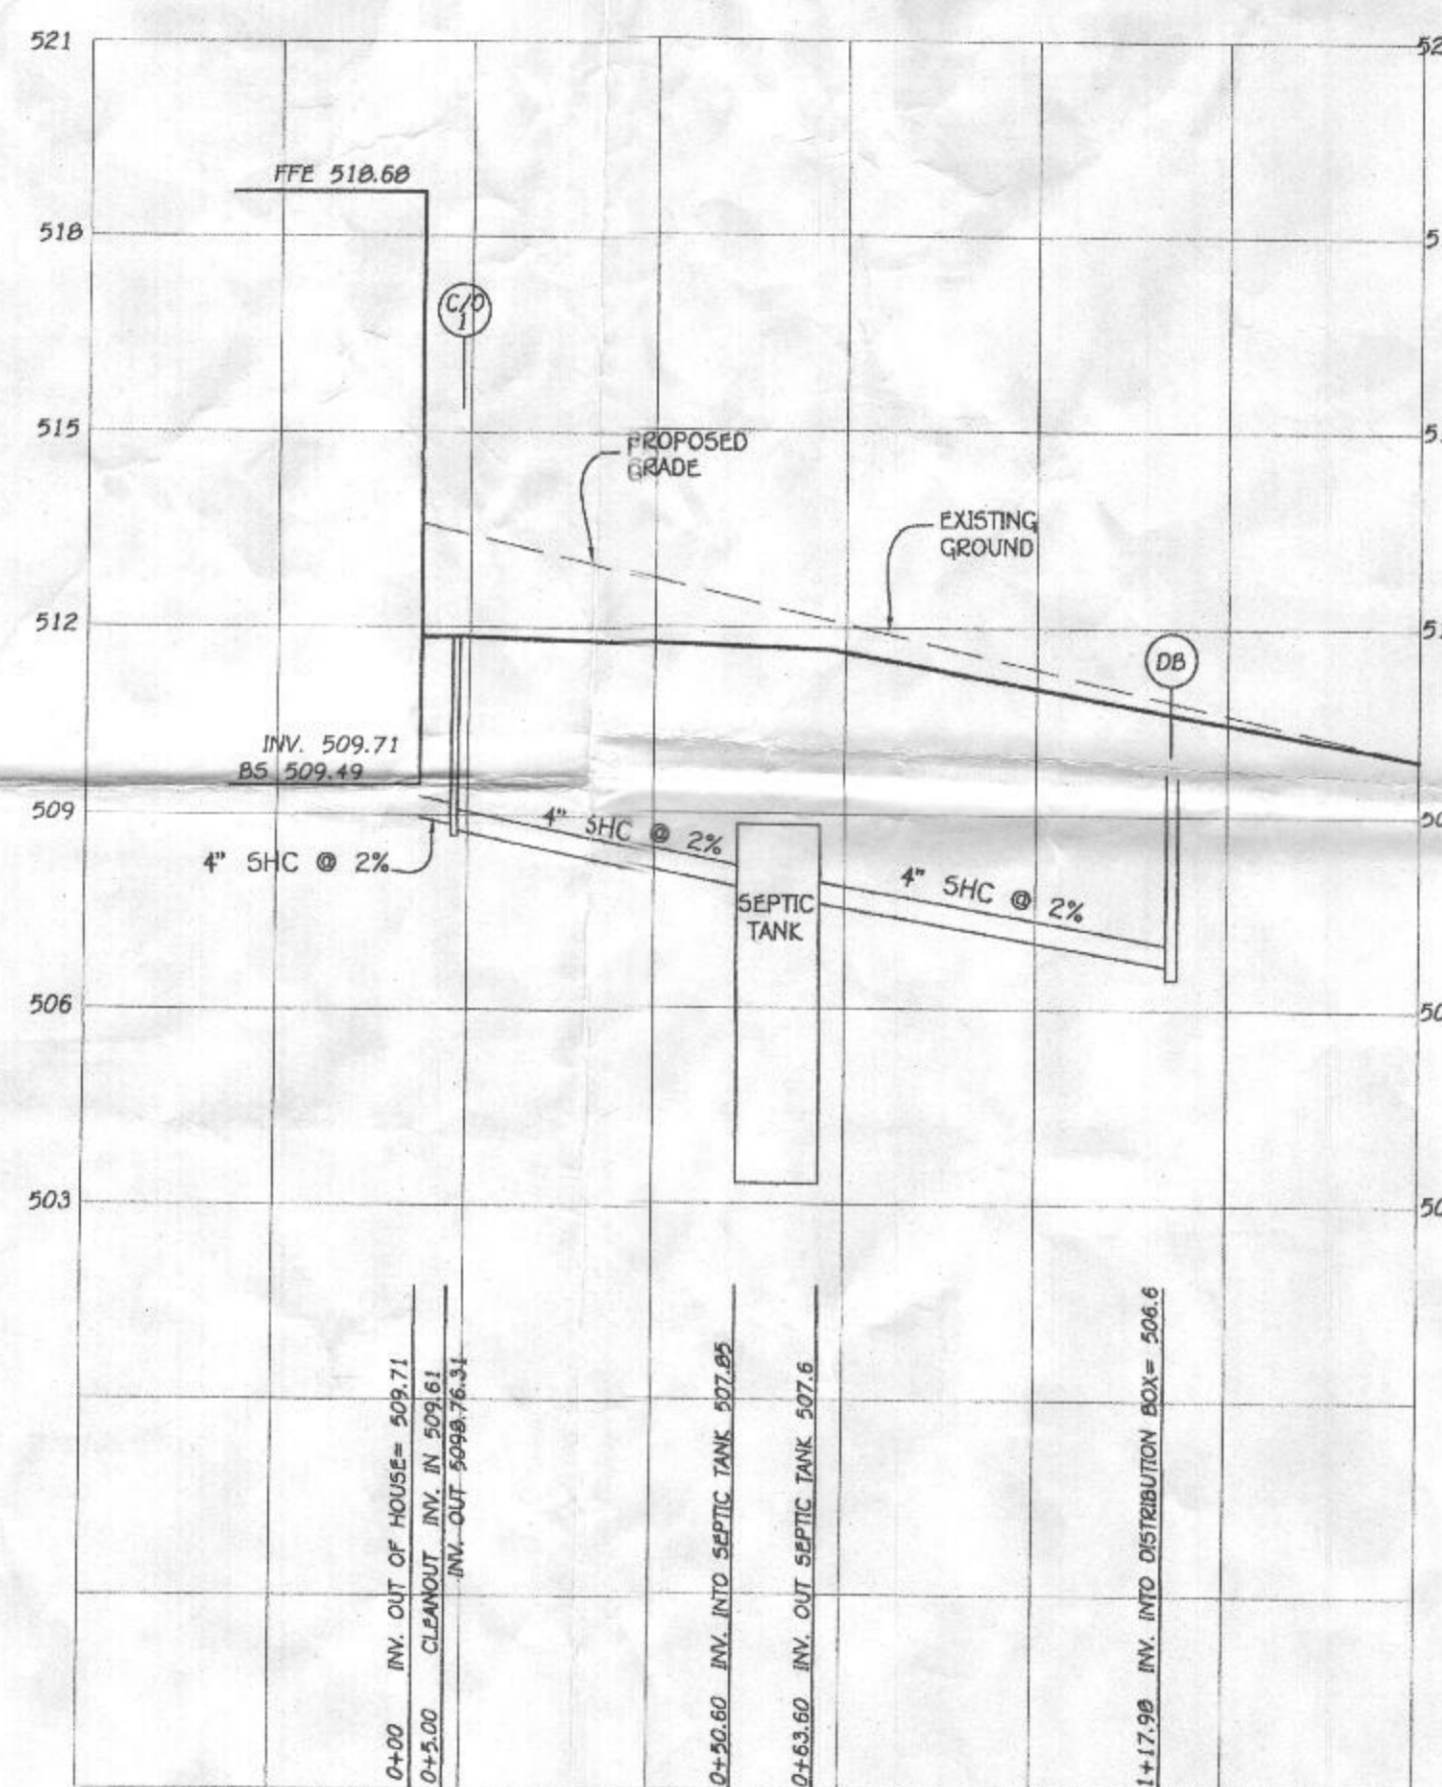 521
FFE 518.68
518
C/O
1
515
PROPOSED
GRADE
EXISTING
GROUND
512
DB
INV. 509.71
BS 509.49
509
4" SHC @ 2%
4" SHC @ 2%
4" SHC @ 2%
SEPTIC
TANK
506
503
0+00 INV. OUT OF HOUSE= 509.71
0+5.00 CLEANOUT INV. IN 509.61
INV. OUT
0+50.60 INV. INTO SEPTIC TANK 507.85
0+63.60 INV. OUT SEPTIC TANK 507.6
1+17.98 INV. INTO DISTRIBUTION BOX= 506.6